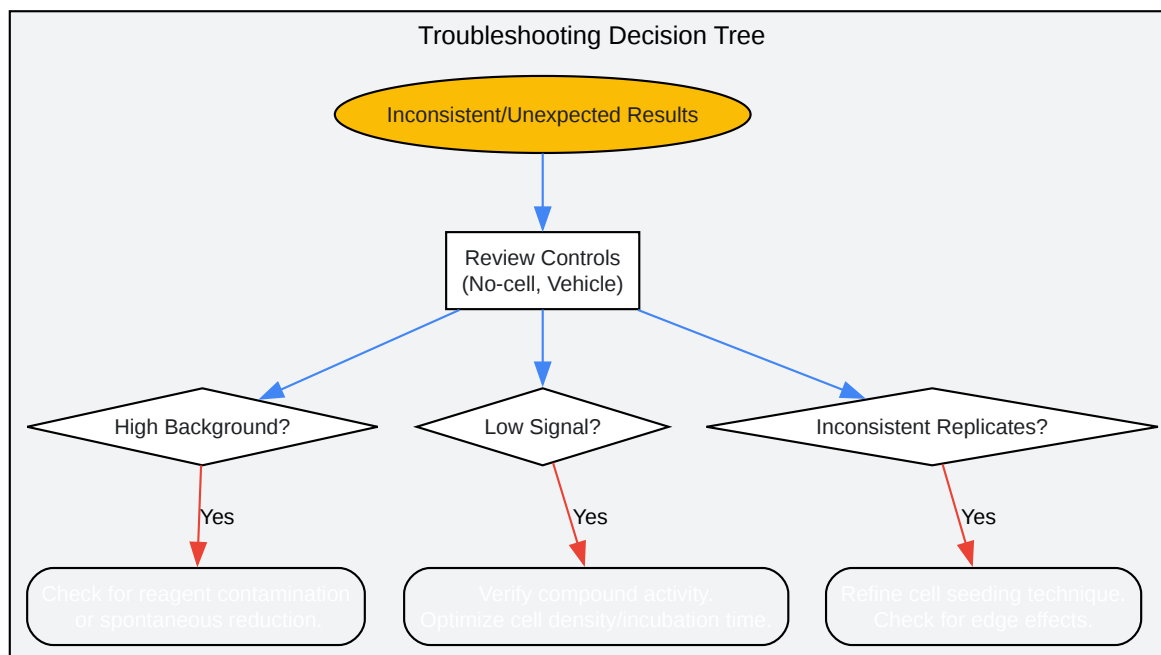 Troubleshooting Decision Tree
Inconsistent/Unexpected Results
Review Controls
(No-cell, Vehicle)
High Background?
Low Signal?
Inconsistent Replicates?
Yes
Yes
Yes
Check for reagent contamination
or spontaneous reduction.
Verify compound activity.
Optimize cell density/incubation time.
Refine cell seeding technique.
Check for edge effects.